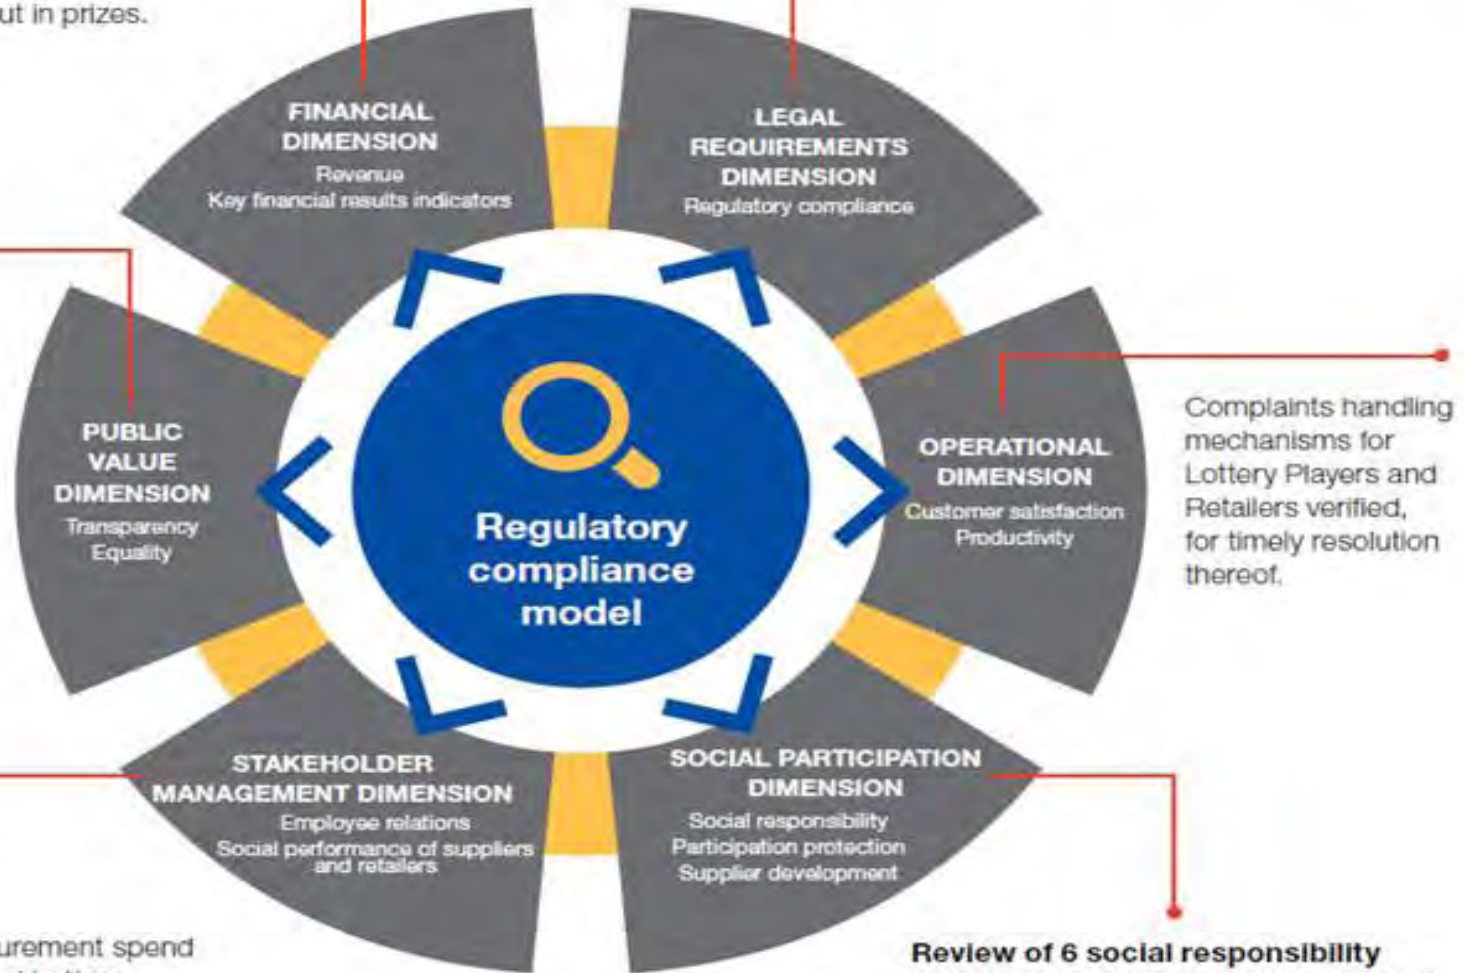 ut in prizes.
FINANCIAL
DIMENSION
Revenue
Key financial results indicators
LEGAL
REQUIREMENTS
DIMENSION
Regulatory compliance
PUBLIC
VALUE
DIMENSION
Transparency
Equality
Regulatory
compliance
model
OPERATIONAL
DIMENSION
Customer satisfaction
Productivity
Complaints handling
mechanisms for
Lottery Players and
Retailers verified,
for timely resolution
thereof.
STAKEHOLDER
MANAGEMENT DIMENSION
Employee relations
Social performance of suppliers
and retailers
SOCIAL PARTICIPATION
DIMENSION
Social responsibility
Participation protection
Supplier development
urement spend
Review of 6 social responsibility